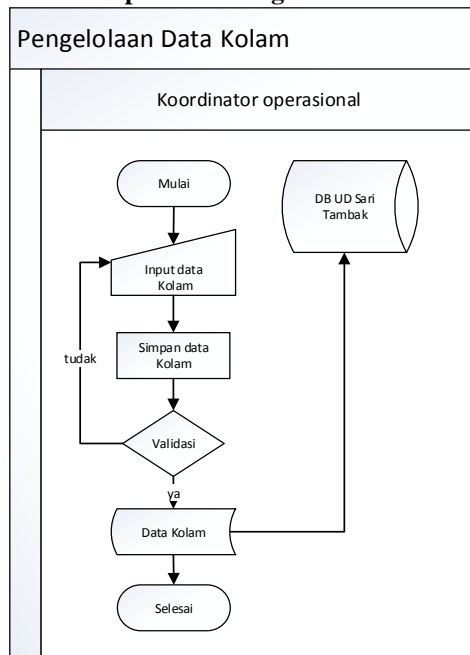 Pengelolaan Data Kolam
Koordinator operasional
Mulai
DB UD Sari
Tambak
Input data
Kolam
Simpan data
Kolam
tudak
Validasi
ya
Data Kolam
Selesai